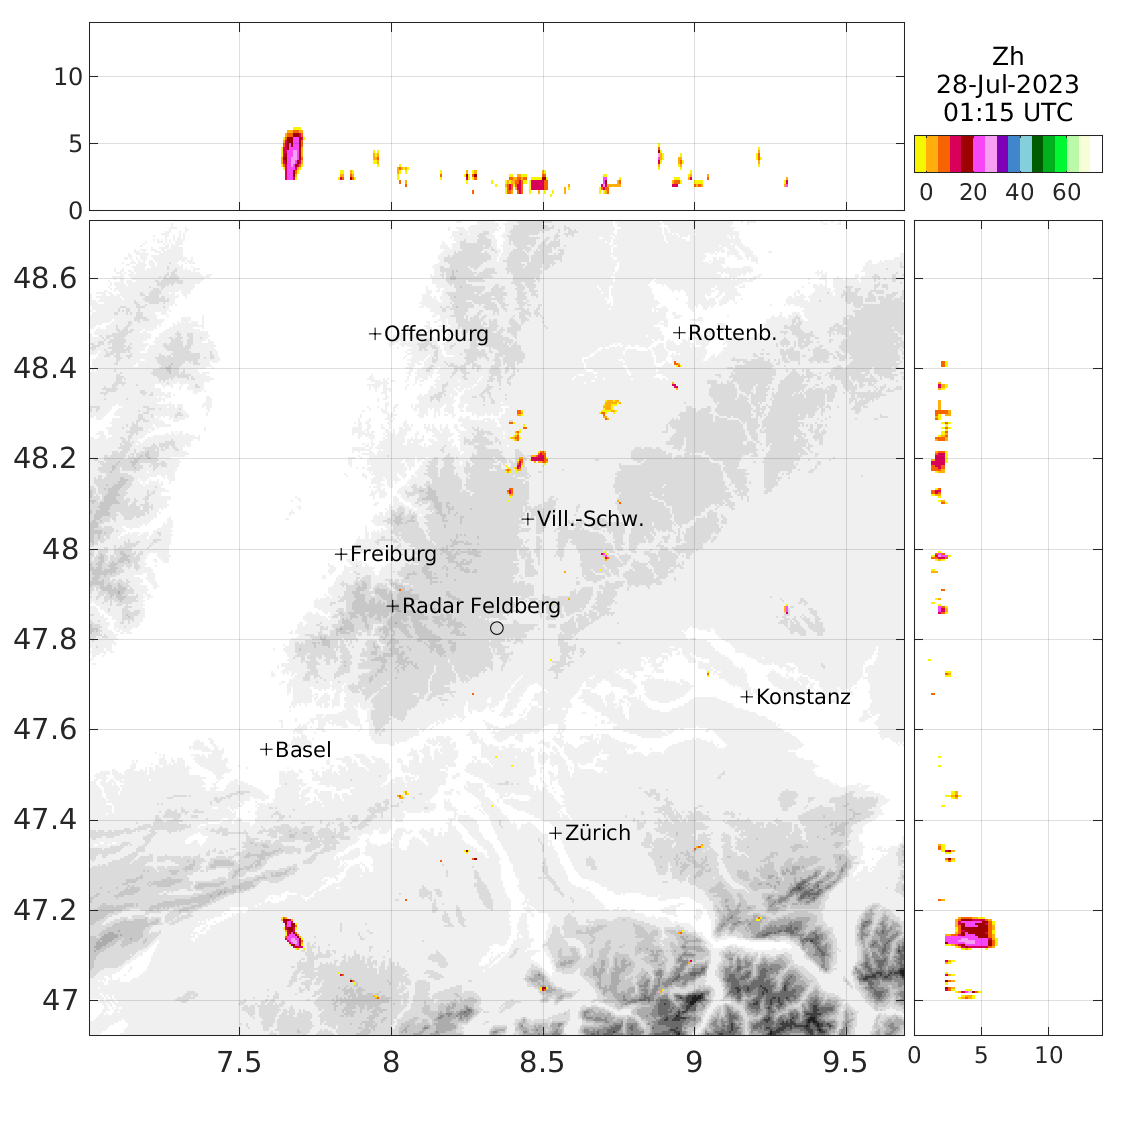 10
5
0
Zh
28-Jul-2023
01:15 UTC
0 20 40 60
48.6
48.4
48.2
48
47.8
47.6
47.4
47.2
47
Offenburg
Rottenb.
Vill.-Schw.
Freiburg
Radar Feldberg
Konstanz
Basel
Zürich
7.5 8 8.5 9 9.5
0 5 10